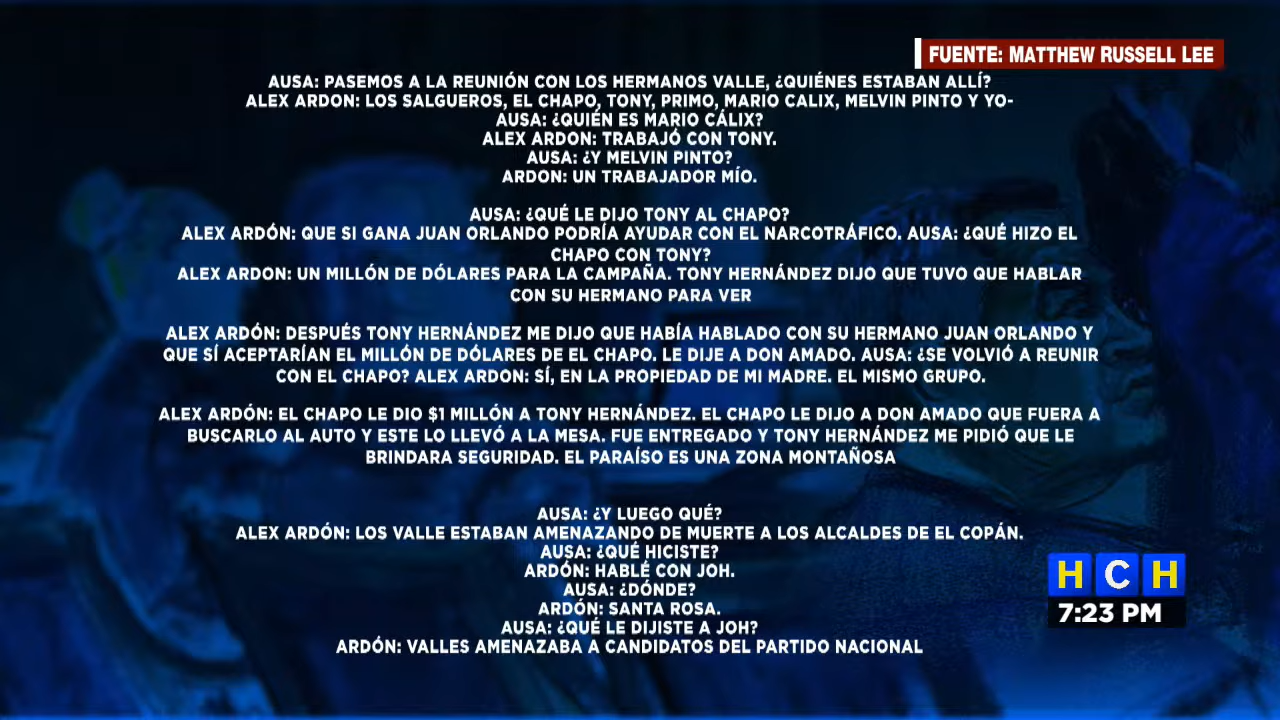 FUENTE: MATTHEW RUSSELL LEE
AUSA: PASEMOS A LA REUNIÓN CON LOS HERMANOS VALLE, ¿QUIÉNES ESTABAN ALLÍ?
ALEX ARDON: LOS SALGUEROS, EL CHAPO, TONY, PRIMO, MARIO CALIX, MELVIN PINTO Y YO-
AUSA: ¿QUIÉN ES MARIO CÁLIX?
ALEX ARDON: TRABAJÓ CON TONY.
AUSA: ¿Y MELVIN PINTO?
ARDON: UN TRABAJADOR MÍO.
AUSA: ¿QUÉ LE DIJO TONY AL CHAPO?
ALEX ARDÓN: QUE SI GANA JUAN ORLANDO PODRÍA AYUDAR CON EL NARCOTRÁFICO. AUSA: ¿QUÉ HIZO EL
CHAPO CON TONY?
ALEX ARDON: UN MILLÓN DE DÓLARES PARA LA CAMPAÑA. TONY HERNÁNDEZ DIJO QUE TUVO QUE HABLAR
CON SU HERMANO PARA VER
ALEX ARDÓN: DESPUÉS TONY HERNÁNDEZ ME DIJO QUE HABÍA HABLADO CON SU HERMANO JUAN ORLANDO Y
QUE SÍ ACEPTARÍAN EL MILLÓN DE DÓLARES DE EL CHAPO. LE DIJE A DON AMADO. AUSA: ¿SE VOLVIÓ A REUNIR
CON EL CHAPO? ALEX ARDON: SÍ, EN LA PROPIEDAD DE MI MADRE. EL MISMO GRUPO.
ALEX ARDÓN: EL CHAPO LE DIO $1 MILLÓN A TONY HERNÁNDEZ. EL CHAPO LE DIJO A DON AMADO QUE FUERA A
BUSCARLO AL AUTO Y ESTE LO LLEVÓ A LA MESA. FUE ENTREGADO Y TONY HERNÁNDEZ ME PIDIÓ QUE LE
BRINDARA SEGURIDAD. EL PARAÍSO ES UNA ZONA MONTAÑOSA
AUSA: ¿Y LUEGO QUÉ?
ALEX ARDÓN: LOS VALLE ESTABAN AMENAZANDO DE MUERTE A LOS ALCALDES DE EL COPÁN.
AUSA: ¿QUÉ HICISTE?
ARDÓN: HABLÉ CON JOH.
AUSA: ¿DÓNDE?
ARDÓN: SANTA ROSA.
AUSA: ¿QUÉ LE DIJISTE A JOH?
ARDÓN: VALLES AMENAZABA A CANDIDATOS DEL PARTIDO NACIONAL
HCH
7:23 PM